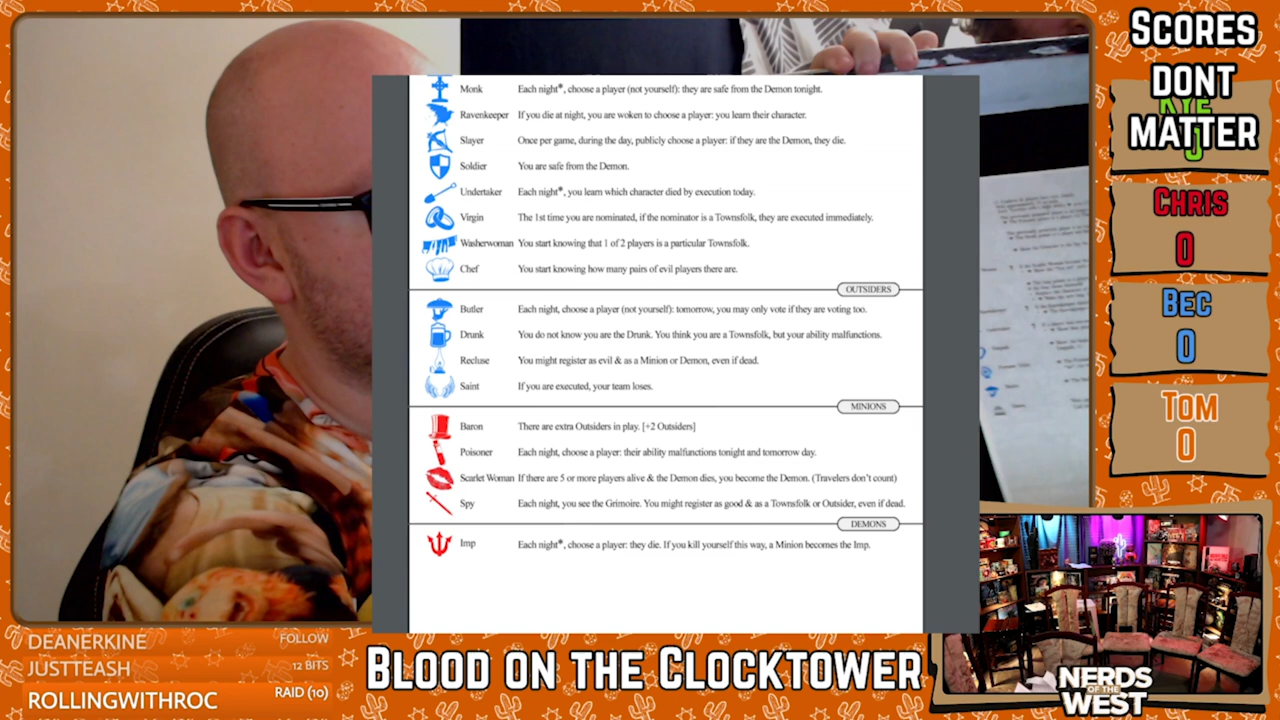 SCORES
DONT
MATTER
CHRIS
0
BEC
0
TOM
0
Monk Each night*, choose a player (not yourself): they are safe from the Demon tonight.
Ravenkeeper If you die at night, you are woken to choose a player: you learn their character.
Slayer Once per game, during the day, publicly choose a player: if they are the Demon, they die.
Soldier You are safe from the Demon.
Undertaker Each night*, you learn which character died by execution today.
Virgin The 1st time you are nominated, if the nominator is a Townsfolk, they are executed immediately.
Washerwoman You start knowing that 1 of 2 players is a particular Townsfolk.
Chef You start knowing how many pairs of evil players there are.
OUTSIDERS
Butler Each night, choose a player (not yourself): tomorrow, you may only vote if they are voting too.
Drunk You do not know you are the Drunk. You think you are a Townsfolk, but your ability malfunctions.
Recluse You might register as evil & as a Minion or Demon, even if dead.
Saint If you are executed, your team loses.
MINIONS
Baron There are extra Outsiders in play. [+2 Outsiders]
Poisoner Each night, choose a player: their ability malfunctions tonight and tomorrow day.
Scarlet Woman If there are 5 or more players alive & the Demon dies, you become the Demon. (Travelers don't count)
Spy Each night, you see the Grimoire. You might register as good & as a Townsfolk or Outsider, even if dead.
DEMONS
Imp Each night*, choose a player: they die. If you kill yourself this way, a Minion becomes the Imp.
DEANERKINE FOLLOW
JUSTTEASH 12 BITS
ROLLINGWITHROC RAID (10)
BLOOD ON THE CLOCKTOWER
NERDS
OF THE
WEST